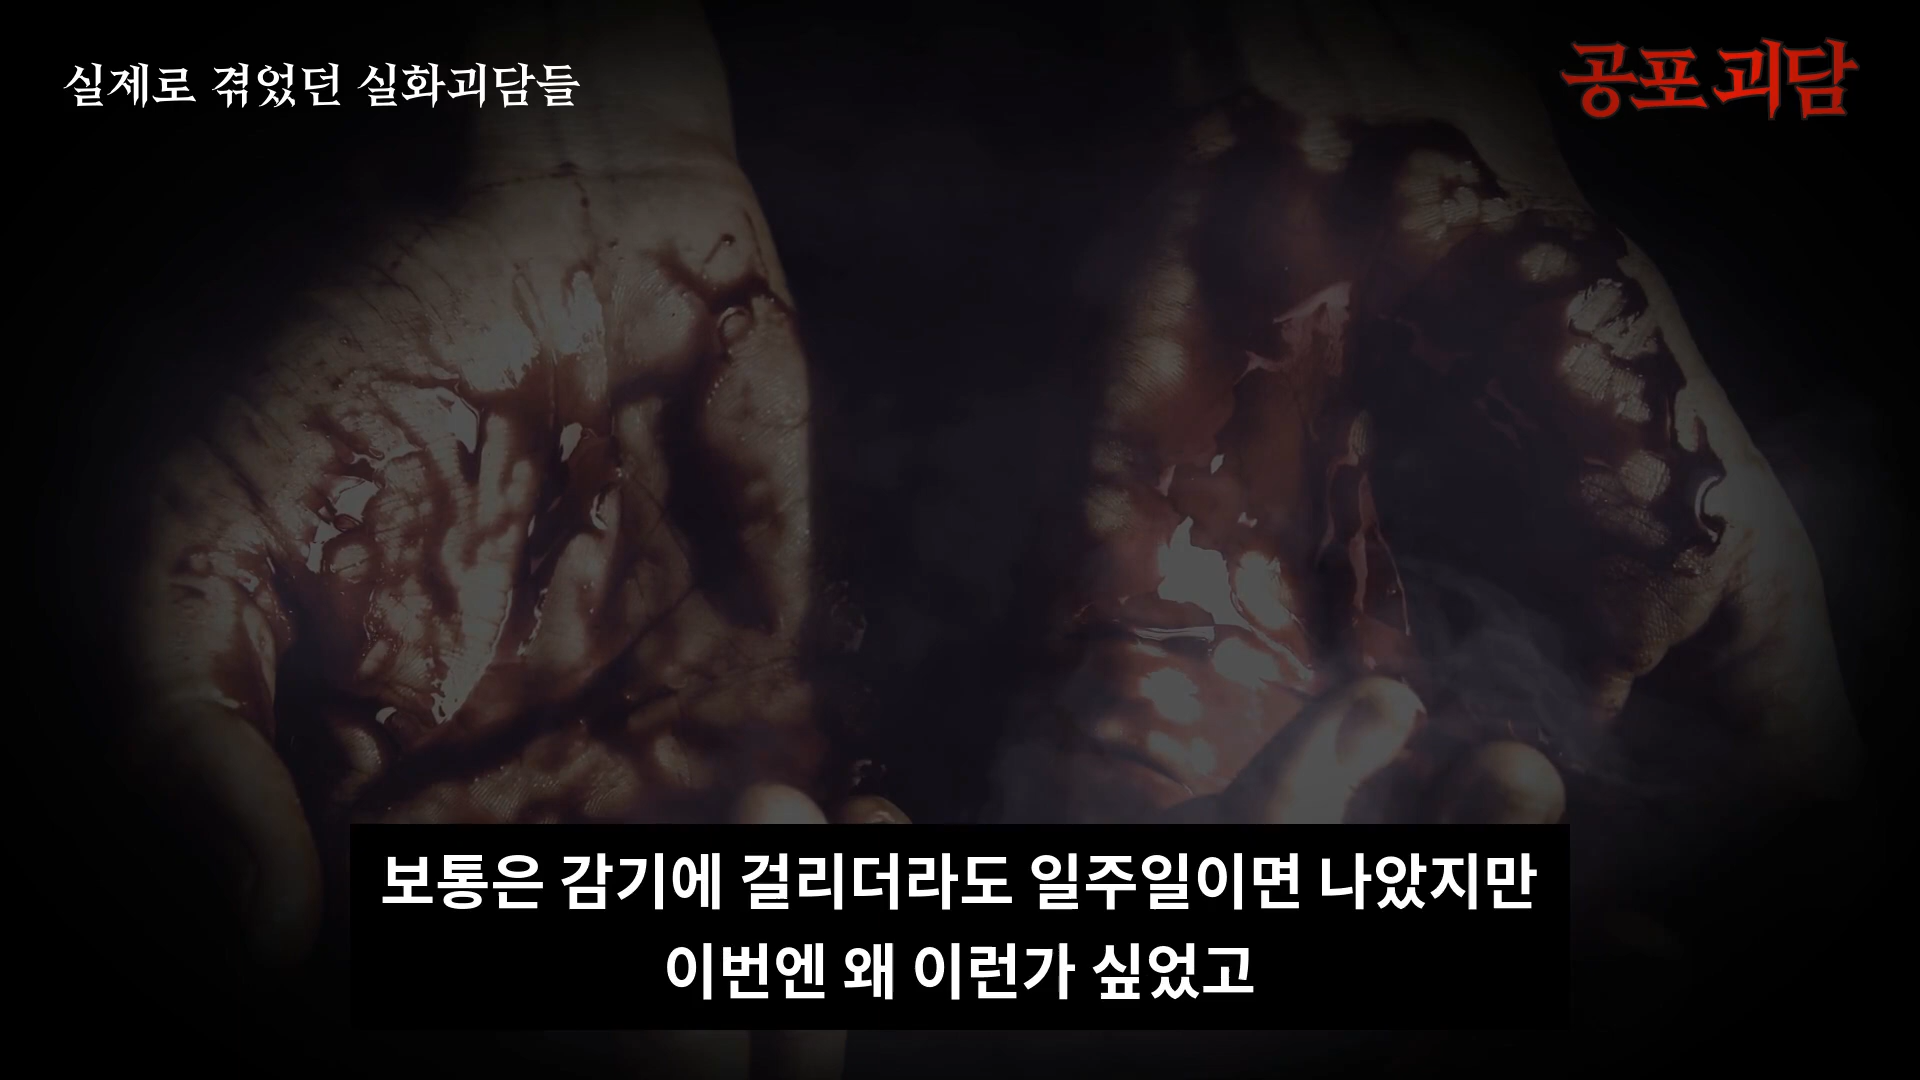 실제로 겪었던 실화괴담들
공포괴담
보통은 감기에 걸리더라도 일주일이면 나았지만
이번엔 왜 이런가 싶었고